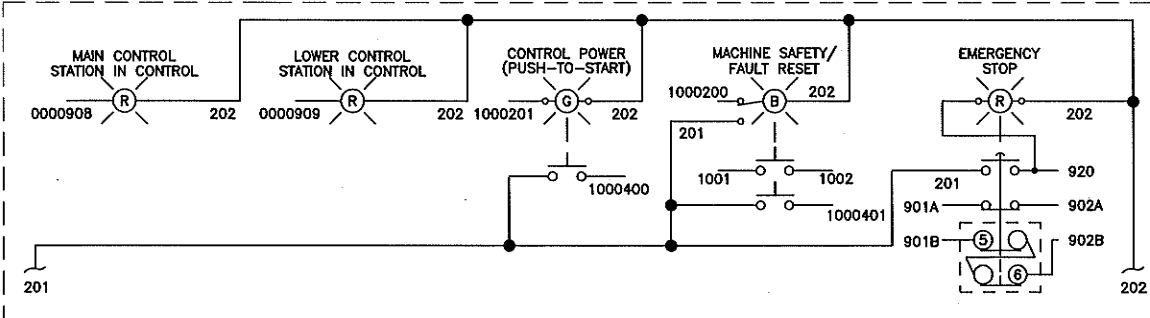 MAIN CONTROL
STATION IN CONTROL
LOWER CONTROL
STATION IN CONTROL
CONTROL POWER
(PUSH-TO-START)
MACHINE SAFETY/
FAULT RESET
EMERGENCY
STOP
0000908
R
202
0000909
R
202
1000201
G
202
1000200
B
202
201
R
202
1000400
1001
1002
1000401
201
920
901A
902A
901B
5
902B
6
201
202